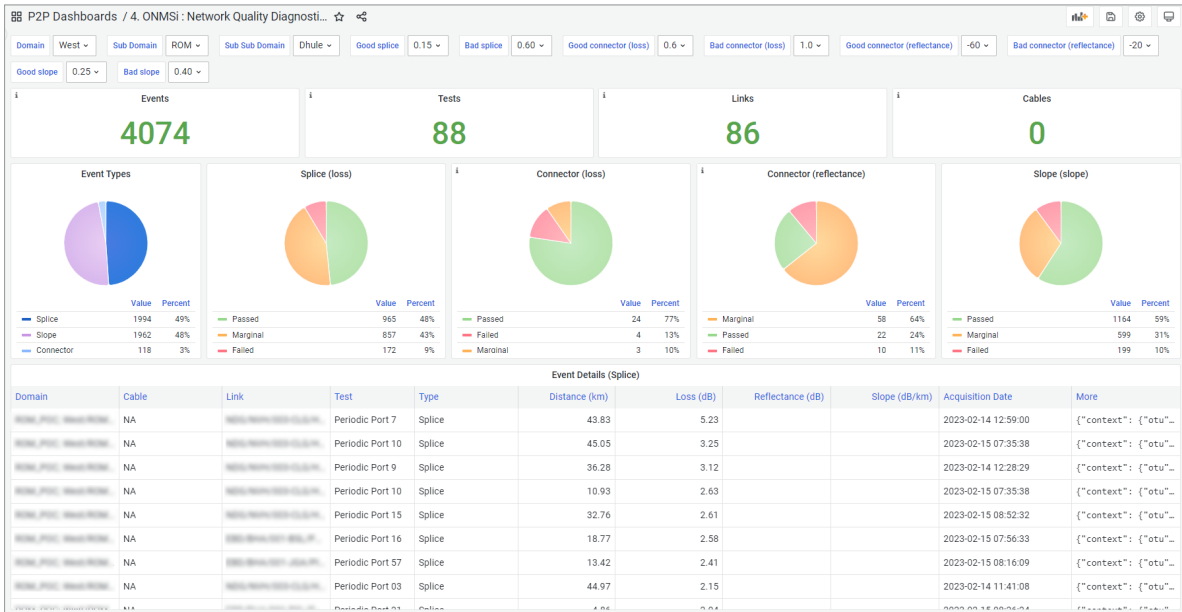 P2P Dashboards / 4. ONMSi : Network Quality Diagnosti...
Domain West Sub Domain ROM Sub Sub Domain Dhule Good splice 0.15 Bad splice 0.60 Good connector (loss) 0.6 Bad connector (loss) 1.0 Good connector (reflectance) -60 Bad connector (reflectance) -20
Good slope 0.25 Bad slope 0.40
Events Tests Links Cables
4074 88 86 0
Event Types
Value Percent
Splice 1994 49%
Slope 1962 48%
Connector 118 3%
Splice (loss)
Value Percent
Passed 965 48%
Marginal 857 43%
Failed 172 9%
Connector (loss)
Value Percent
Passed 24 77%
Failed 4 13%
Marginal 3 10%
Connector (reflectance)
Value Percent
Marginal 58 64%
Passed 22 24%
Failed 10 11%
Slope (slope)
Value Percent
Passed 1164 59%
Marginal 599 31%
Failed 199 10%
Event Details (Splice)
Domain Cable Link Test Type Distance (km) Loss (dB) Reflectance (dB) Slope (dB/km) Acquisition Date More
NA Periodic Port 7 Splice 43.83 5.23 2023-02-14 12:59:00 {"context": {"otu"...
NA Periodic Port 10 Splice 45.05 3.25 2023-02-15 07:35:38 {"context": {"otu"...
NA Periodic Port 9 Splice 36.28 3.12 2023-02-14 12:28:29 {"context": {"otu"...
NA Periodic Port 10 Splice 10.93 2.63 2023-02-15 07:35:38 {"context": {"otu"...
NA Periodic Port 15 Splice 32.76 2.61 2023-02-15 08:52:32 {"context": {"otu"...
NA Periodic Port 16 Splice 18.77 2.58 2023-02-15 07:56:33 {"context": {"otu"...
NA Periodic Port 57 Splice 13.42 2.41 2023-02-15 08:16:09 {"context": {"otu"...
NA Periodic Port 03 Splice 44.97 2.15 2023-02-14 11:41:08 {"context": {"otu"...